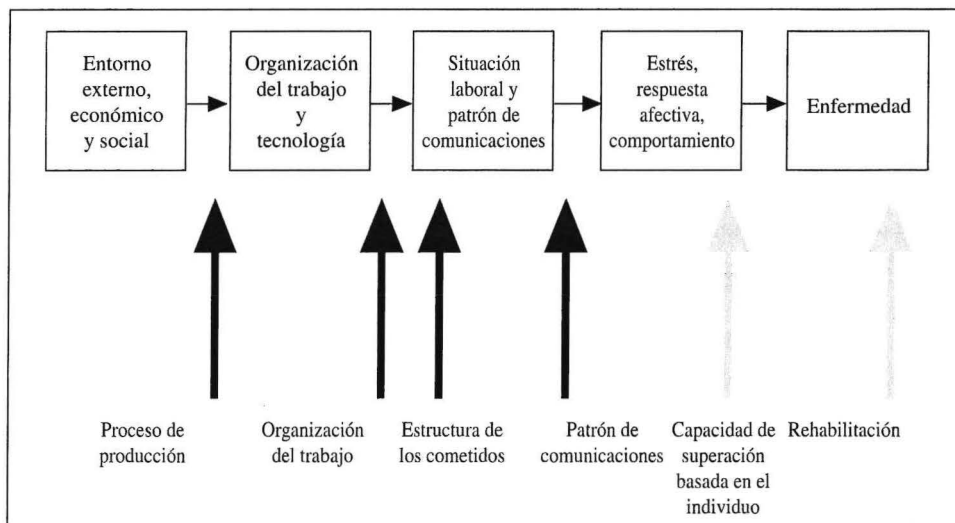 Entorno
externo,
económico
y social
Organización
del trabajo
y
tecnología
Situación
laboral y
patrón de
comunicaciones
Estrés,
respuesta
afectiva,
comportamiento
Enfermedad
Proceso de
producción
Organización
del trabajo
Estructura de
los cometidos
Patrón de
comunicaciones
Capacidad de
superación
basada en el
individuo
Rehabilitación